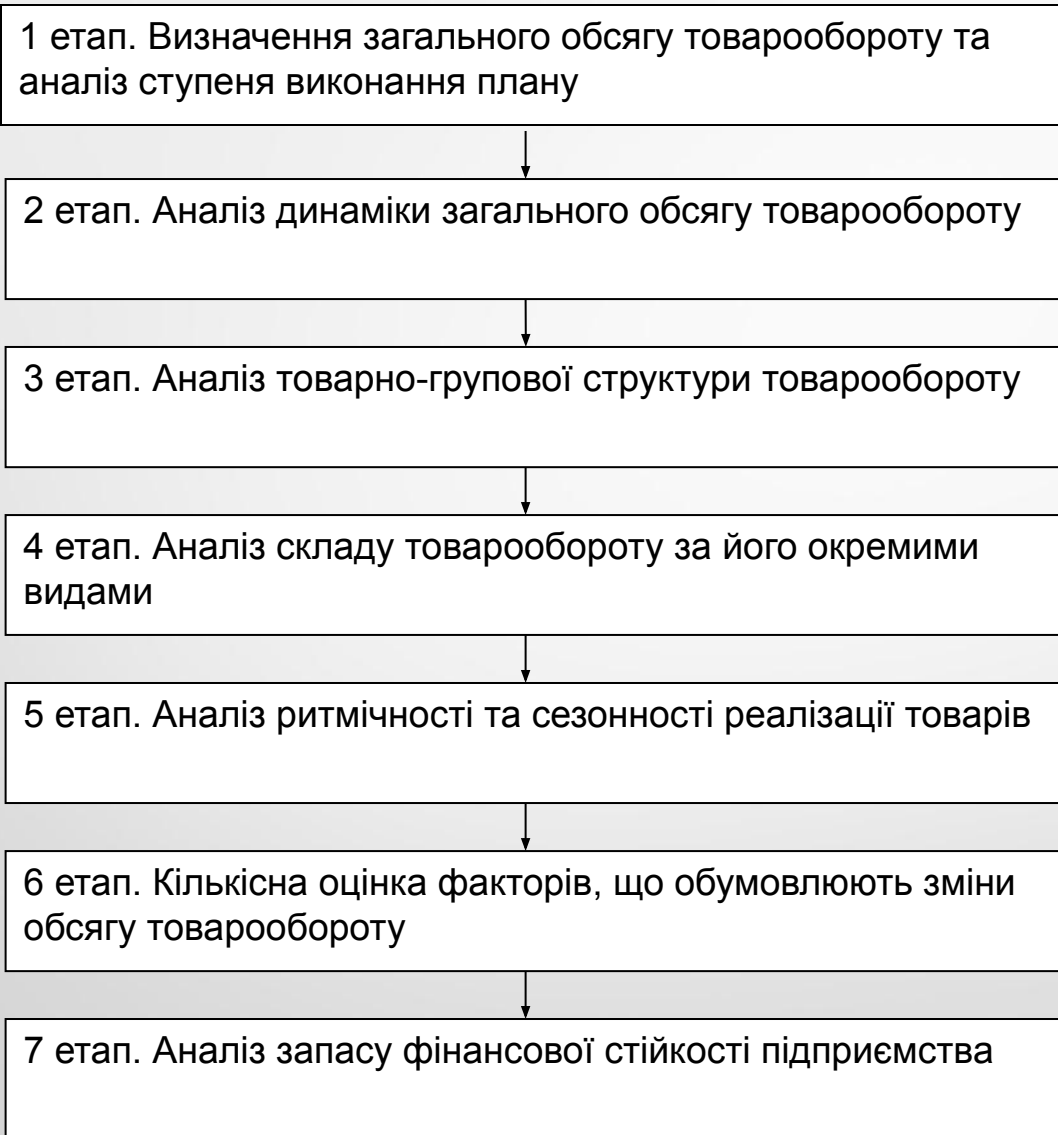 1 етап. Визначення загального обсягу товарообороту та
аналіз ступеня виконання плану
2 етап. Аналіз динаміки загального обсягу товарообороту
3 етап. Аналіз товарно-групової структури товарообороту
4 етап. Аналіз складу товарообороту за його окремими
видами
5 етап. Аналіз ритмічності та сезонності реалізації товарів
6 етап. Кількісна оцінка факторів, що обумовлюють зміни
обсягу товарообороту
7 етап. Аналіз запасу фінансової стійкості підприємства